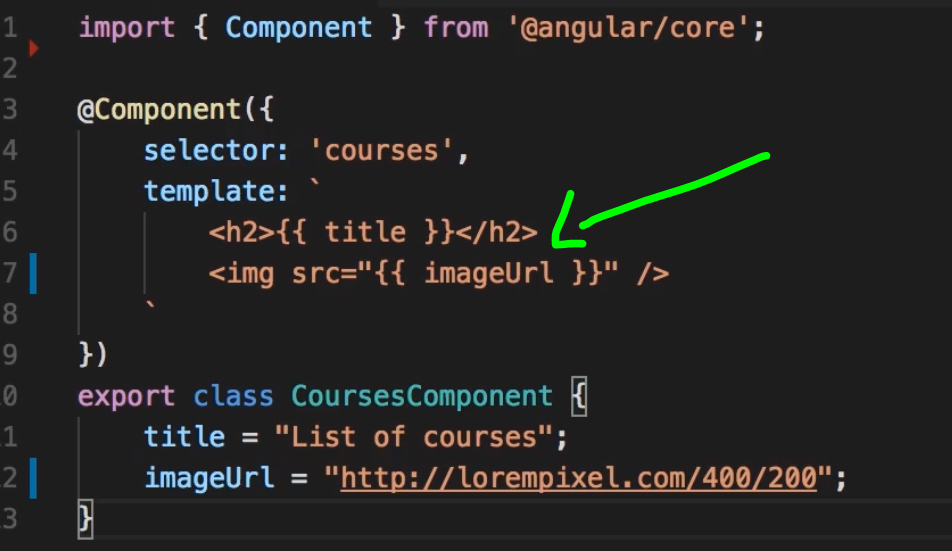 1 import { Component } from '@angular/core';
2
3 @Component({
4 selector: 'courses',
5 template: `
6 <h2>{{ title }}</h2>
7 <img src="{{ imageUrl }}" />
8 `
9 })
0 export class CoursesComponent {
1 title = "List of courses";
2 imageUrl = "http://lorempixel.com/400/200";
3 }